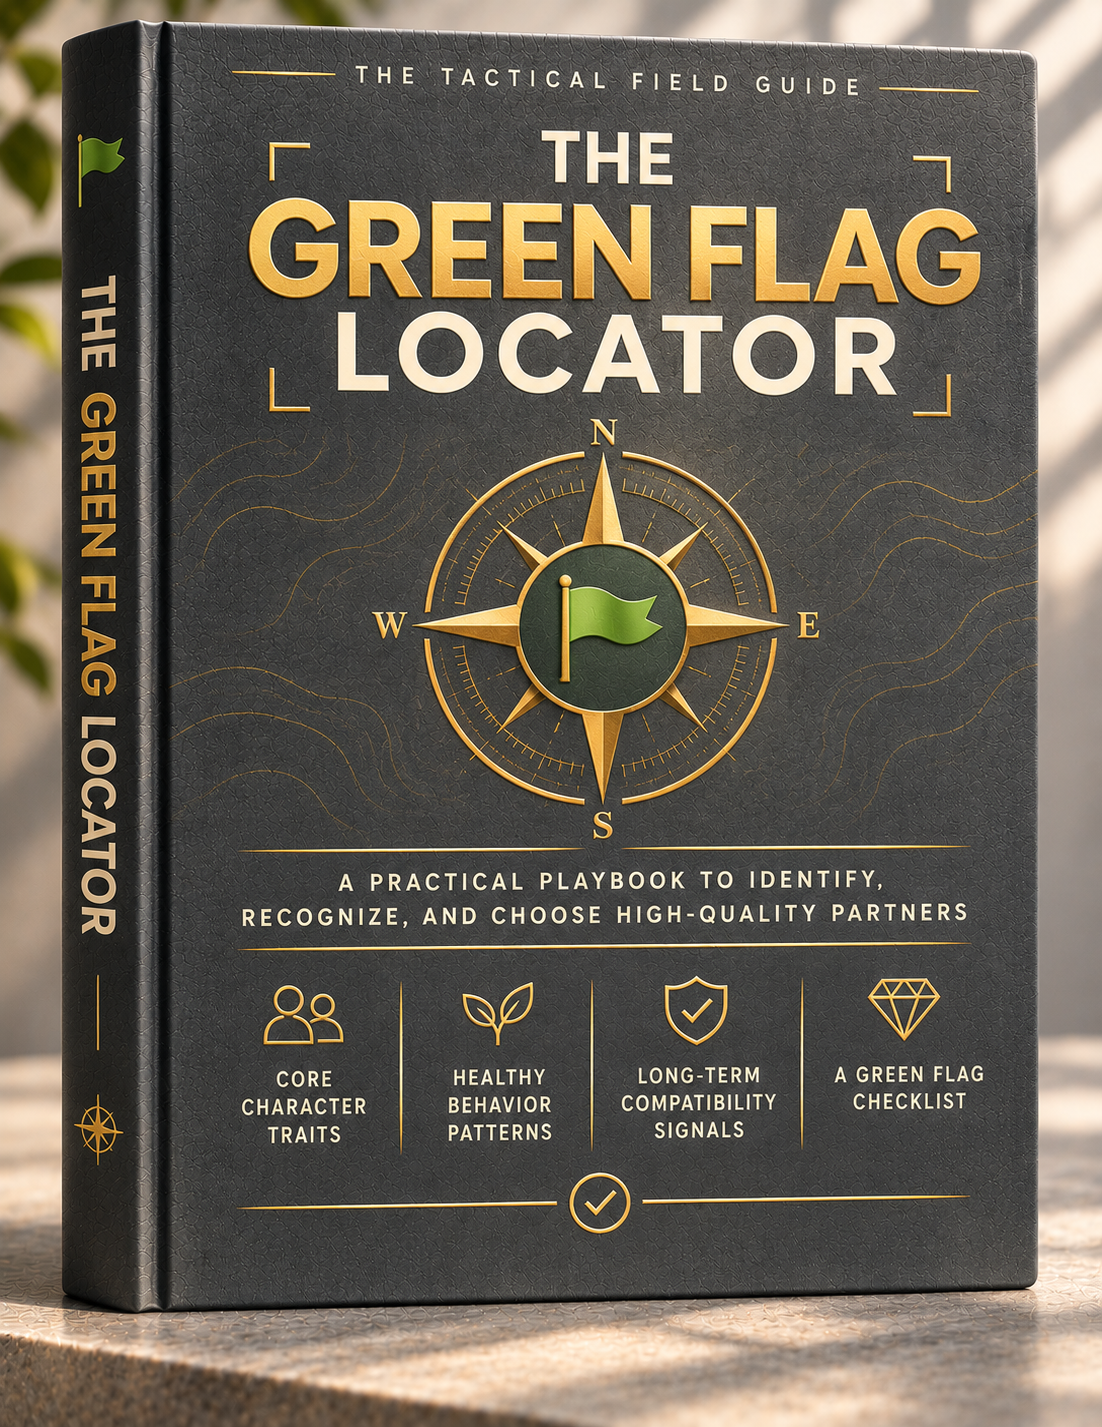 THE TACTICAL FIELD GUIDE
THE
GREEN FLAG
LOCATOR
N
W
E
S
A PRACTICAL PLAYBOOK TO IDENTIFY,
RECOGNIZE, AND CHOOSE HIGH-QUALITY PARTNERS
CORE
CHARACTER
TRAITS
HEALTHY
BEHAVIOR
PATTERNS
LONG-TERM
COMPATIBILITY
SIGNALS
A GREEN FLAG
CHECKLIST
THE GREEN FLAG LOCATOR